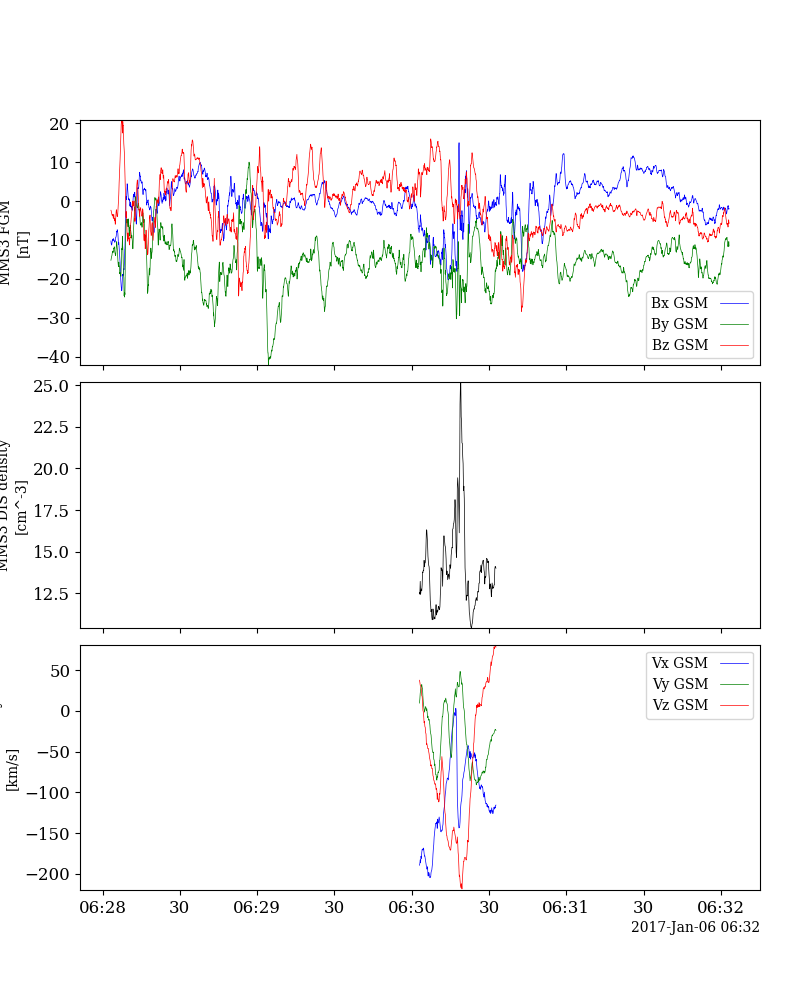 20
10
0
−10
−20
−30
−40
MMS3 FGM
[nT]
Bx GSM
By GSM
Bz GSM
25.0
22.5
20.0
17.5
15.0
12.5
MMS3 DIS density
[cm^-3]
50
0
−50
−100
−150
−200
[km/s]
Vx GSM
Vy GSM
Vz GSM
06:28 30 06:29 30 06:30 30 06:31 30 06:32
2017-Jan-06 06:32